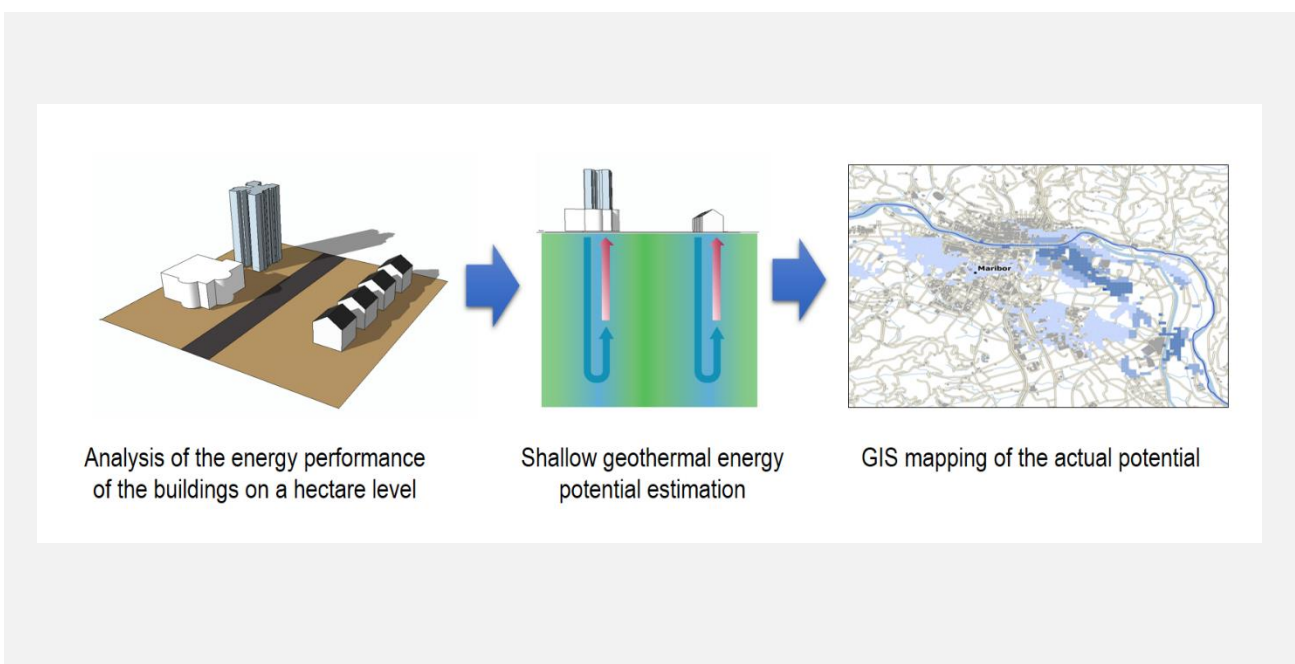 Maribor
Analysis of the energy performance
of the buildings on a hectare level
Shallow geothermal energy
potential estimation
GIS mapping of the actual potential